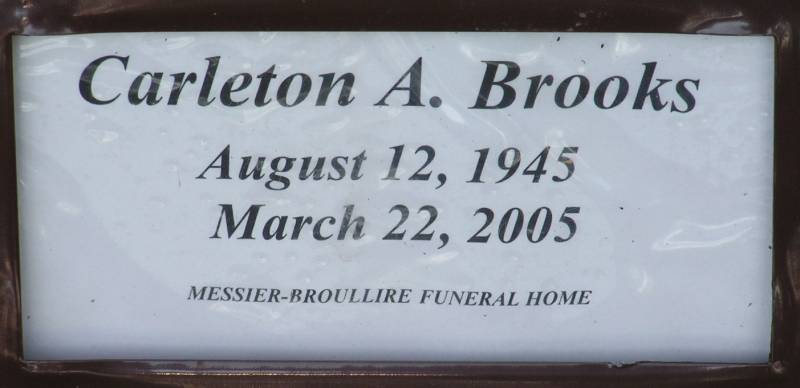 Carleton A. Brooks
August 12, 1945
March 22, 2005
MESSIER-BROULLIRE FUNERAL HOME